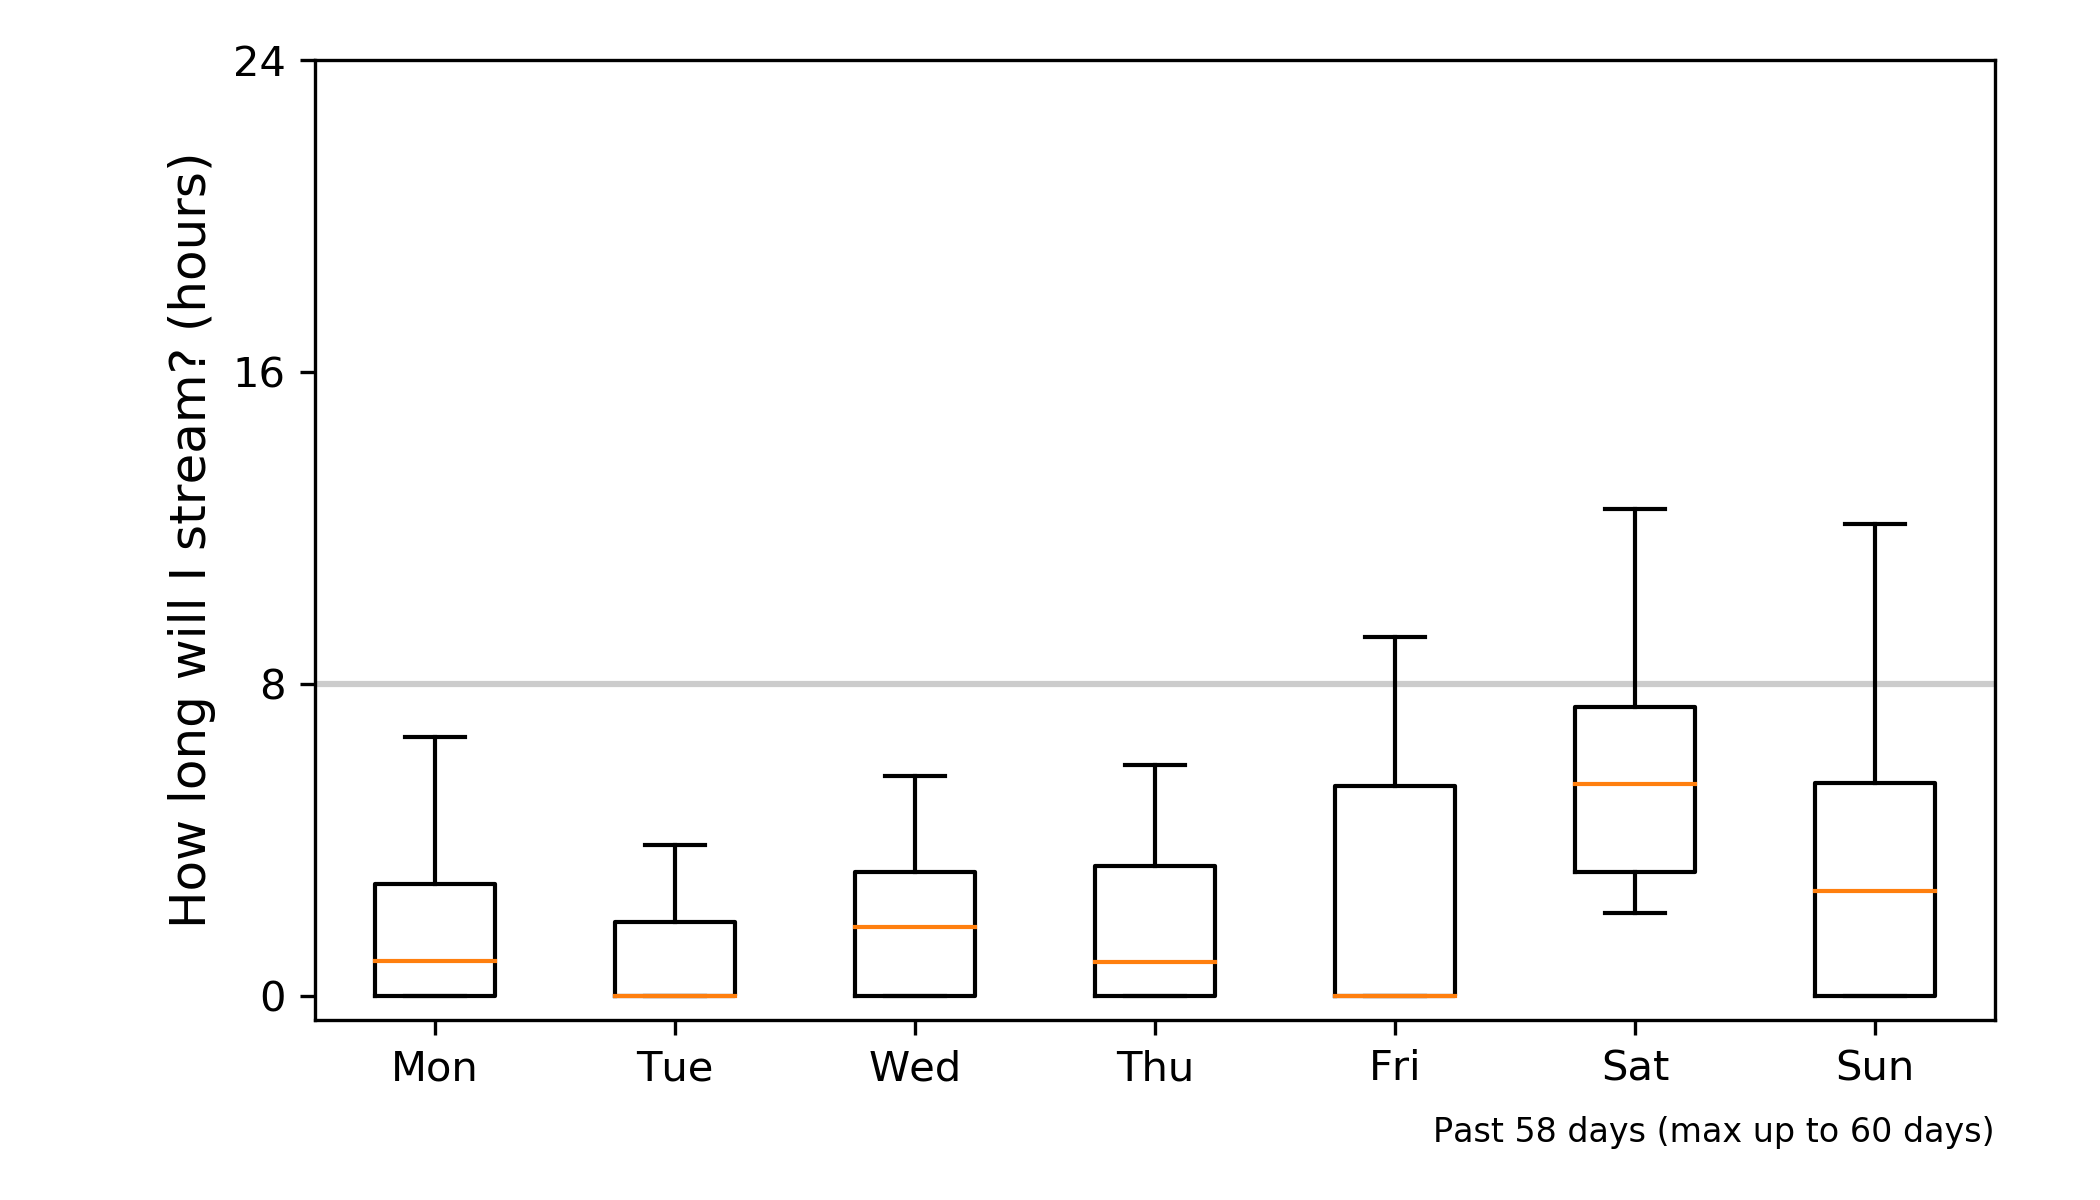 How long will I stream? (hours)
24
16
8
0
Mon Tue Wed Thu Fri Sat Sun
Past 58 days (max up to 60 days)